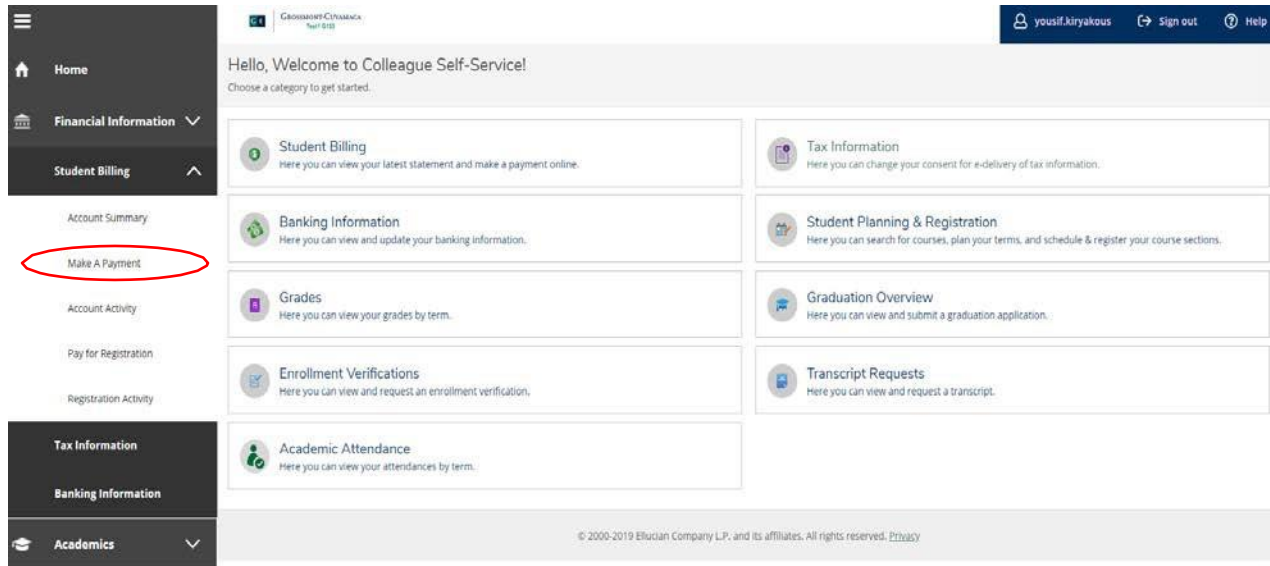 GROSSMONT-CUYAMACA
yousif.kiryakous
Sign out
Help
Home
Financial Information
Student Billing
Account Summary
Make A Payment
Account Activity
Pay for Registration
Registration Activity
Tax Information
Banking Information
Academics
Hello, Welcome to Colleague Self-Service!
Choose a category to get started.
Student Billing
Here you can view your latest statement and make a payment online.
Tax Information
Here you can change your consent for e-delivery of tax information.
Banking Information
Here you can view and update your banking information.
Student Planning & Registration
Here you can search for courses, plan your terms, and schedule & register your course sections.
Grades
Here you can view your grades by term.
Graduation Overview
Here you can view and submit a graduation application.
Enrollment Verifications
Here you can view and request an enrollment verification.
Transcript Requests
Here you can view and request a transcript.
Academic Attendance
Here you can view your attendances by term.
© 2000-2019 Ellucian Company L.P. and its affiliates. All rights reserved. Privacy